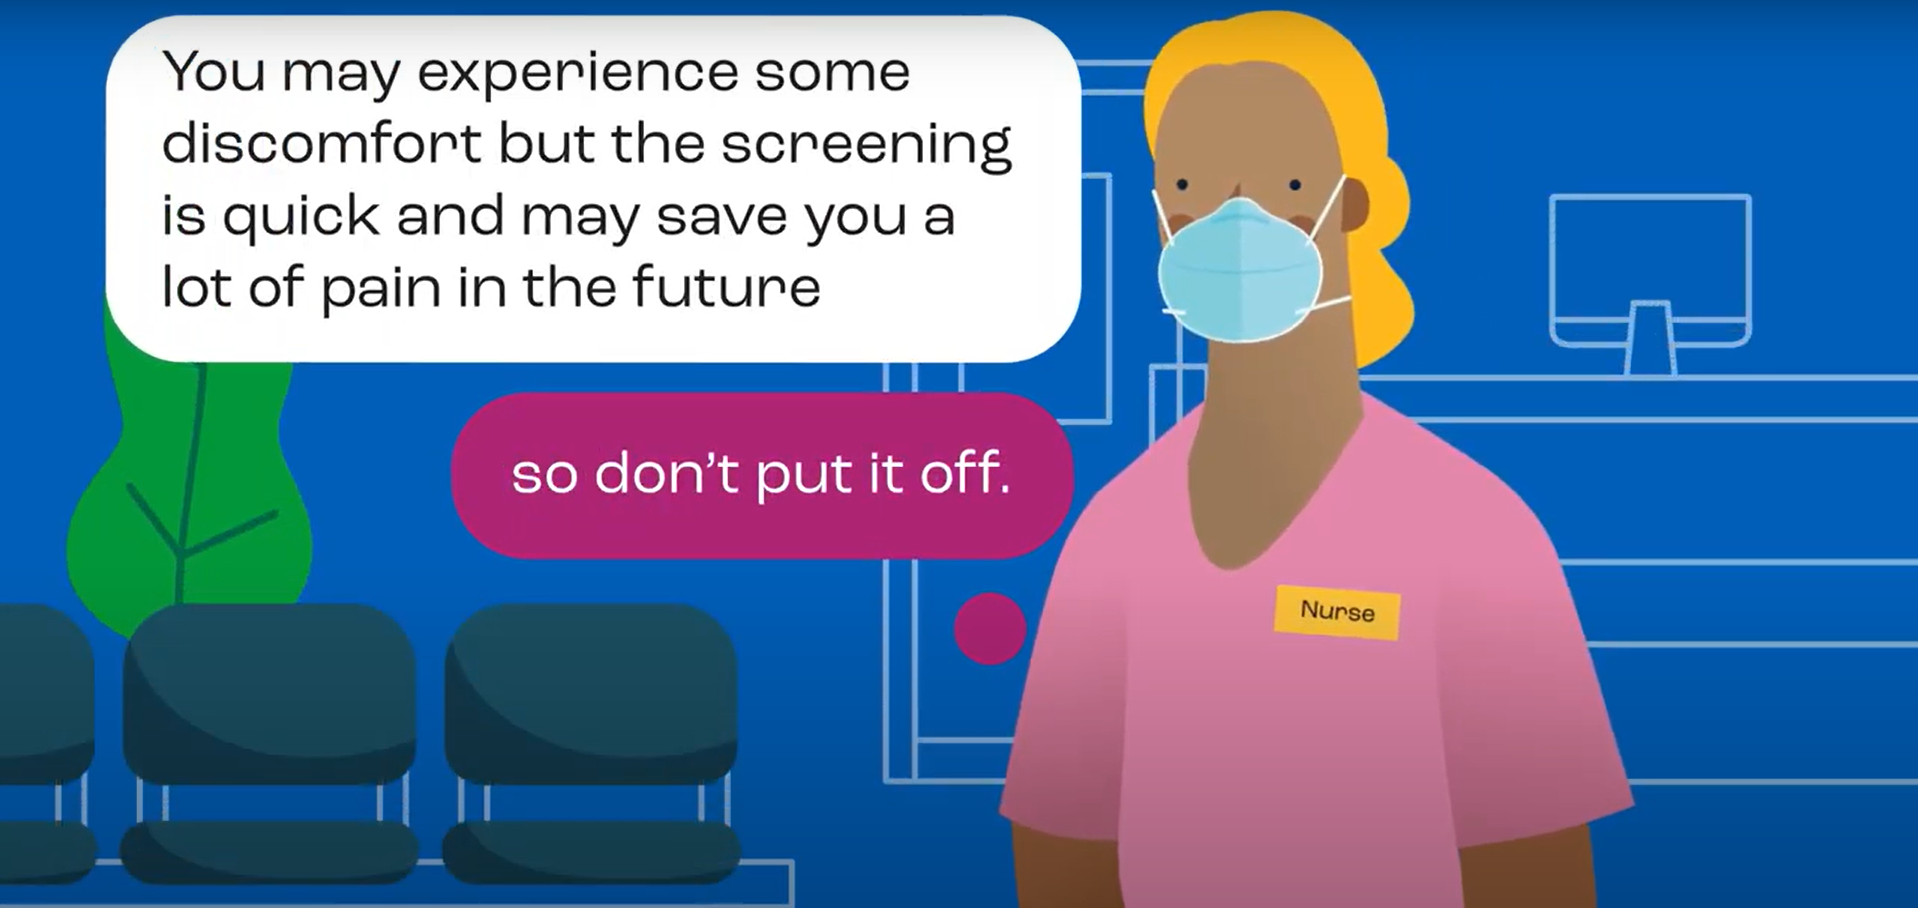 You may experience some
discomfort but the screening
is quick and may save you a
lot of pain in the future
so don’t put it off.
Nurse